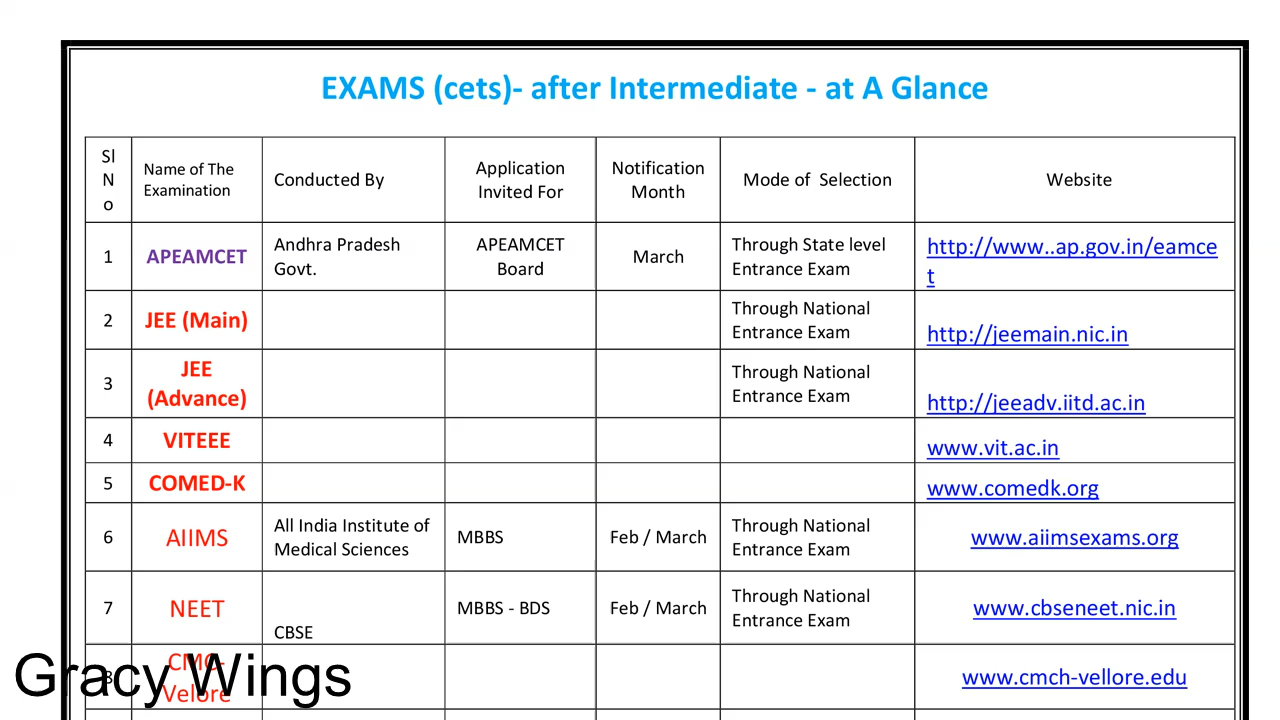 EXAMS (cets)- after Intermediate - at A Glance
Sl
N
o
Name of The
Examination
Conducted By
Application
Invited For
Notification
Month
Mode of Selection
Website
1
APEAMCET
Andhra Pradesh
Govt.
APEAMCET
Board
March
Through State level
Entrance Exam
http://www..ap.gov.in/eamce
t
2
JEE (Main)
Through National
Entrance Exam
http://jeemain.nic.in
3
JEE
(Advance)
Through National
Entrance Exam
http://jeeadv.iitd.ac.in
4
VITEEE
www.vit.ac.in
5
COMED-K
www.comedk.org
6
AIIMS
All India Institute of
Medical Sciences
MBBS
Feb / March
Through National
Entrance Exam
www.aiimsexams.org
7
NEET
CBSE
MBBS - BDS
Feb / March
Through National
Entrance Exam
www.cbseneet.nic.in
8
CMC-
Velore
www.cmch-vellore.edu
Gracy Wings